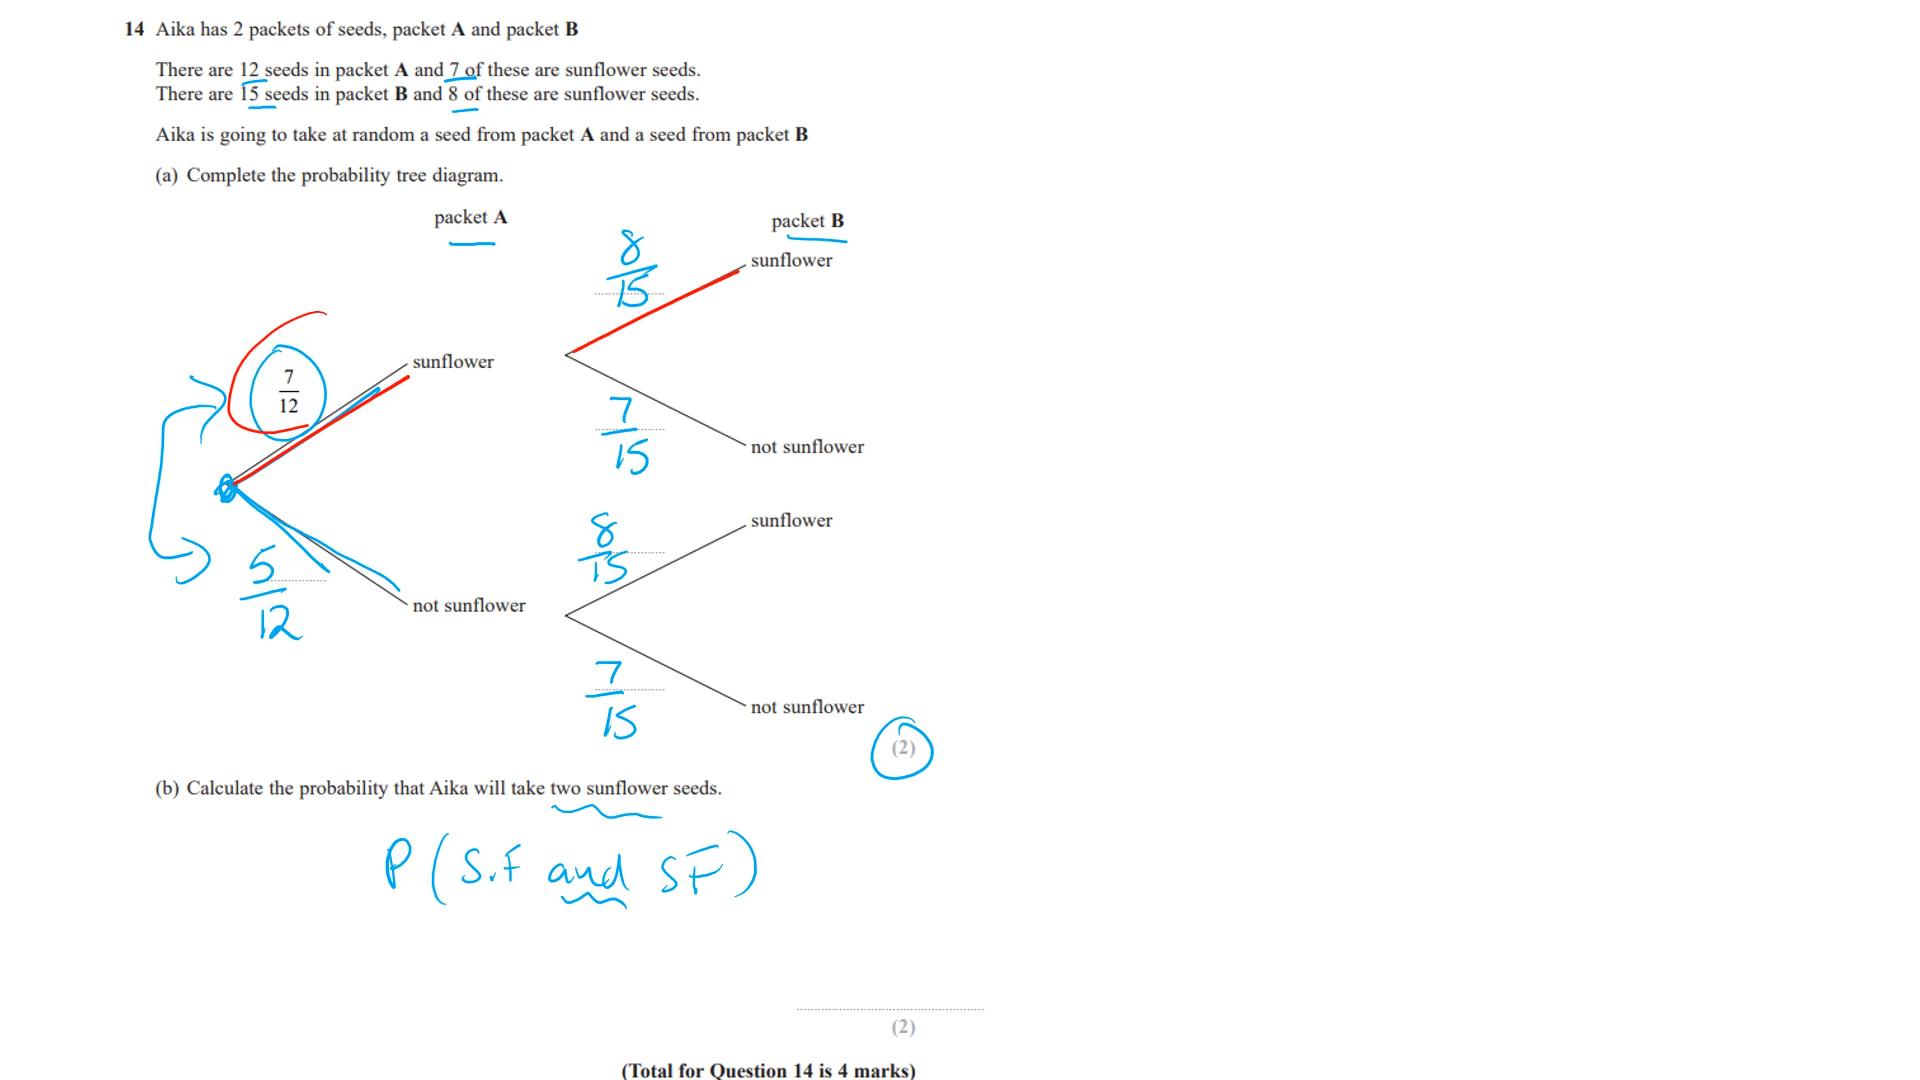 14 Aika has 2 packets of seeds, packet A and packet B
There are 12 seeds in packet A and 7 of these are sunflower seeds.
There are 15 seeds in packet B and 8 of these are sunflower seeds.
Aika is going to take at random a seed from packet A and a seed from packet B
(a) Complete the probability tree diagram.
packet A
packet B
8/15
sunflower
sunflower
7/12
7/15
not sunflower
8/15
sunflower
5/12
not sunflower
7/15
not sunflower
(2)
(b) Calculate the probability that Aika will take two sunflower seeds.
P(S.F and SF)
(2)
(Total for Question 14 is 4 marks)